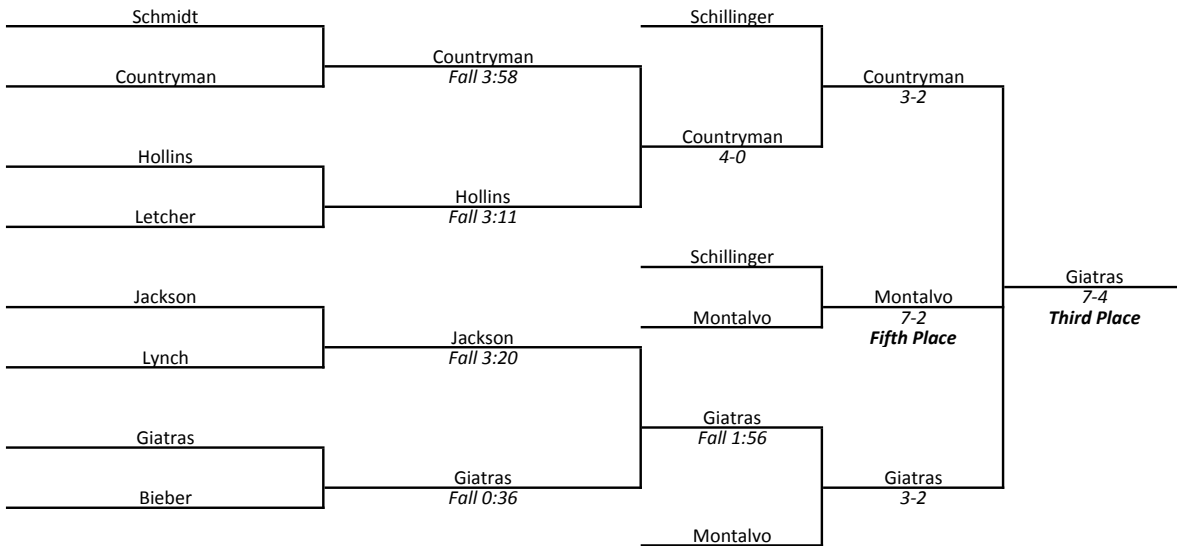 Schmidt
Countryman
Hollins
Letcher
Jackson
Lynch
Giatras
Bieber
Countryman
Fall 3:58
Hollins
Fall 3:11
Jackson
Fall 3:20
Giatras
Fall 0:36
Schillinger
Countryman
4-0
Schillinger
Montalvo
Giatras
Fall 1:56
Montalvo
Countryman
3-2
Montalvo
7-2
Fifth Place
Giatras
3-2
Giatras
7-4
Third Place